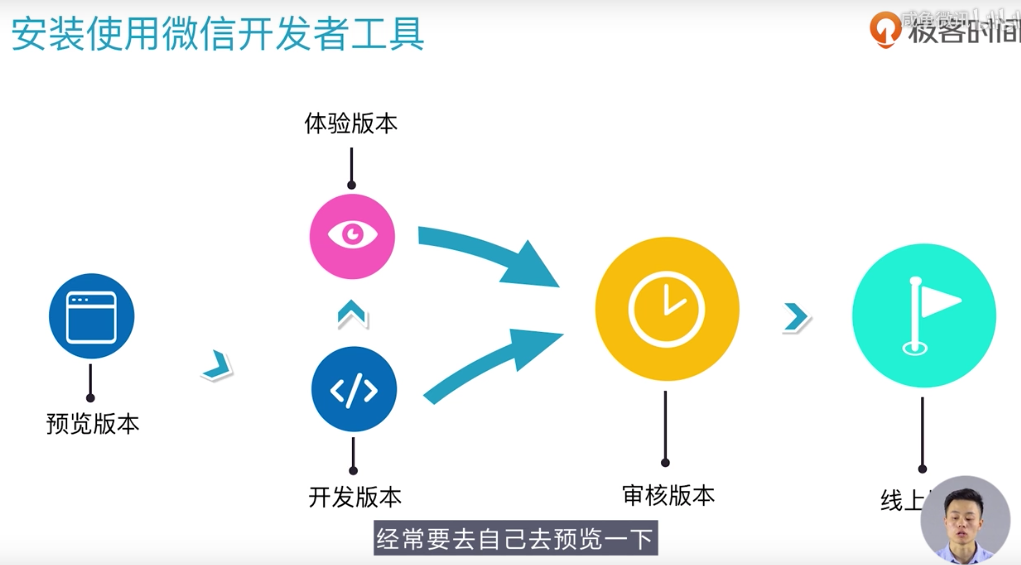 安装使用微信开发者工具
极客时间
体验版本
预览版本
开发版本
审核版本
线上
经常要去自己去预览一下